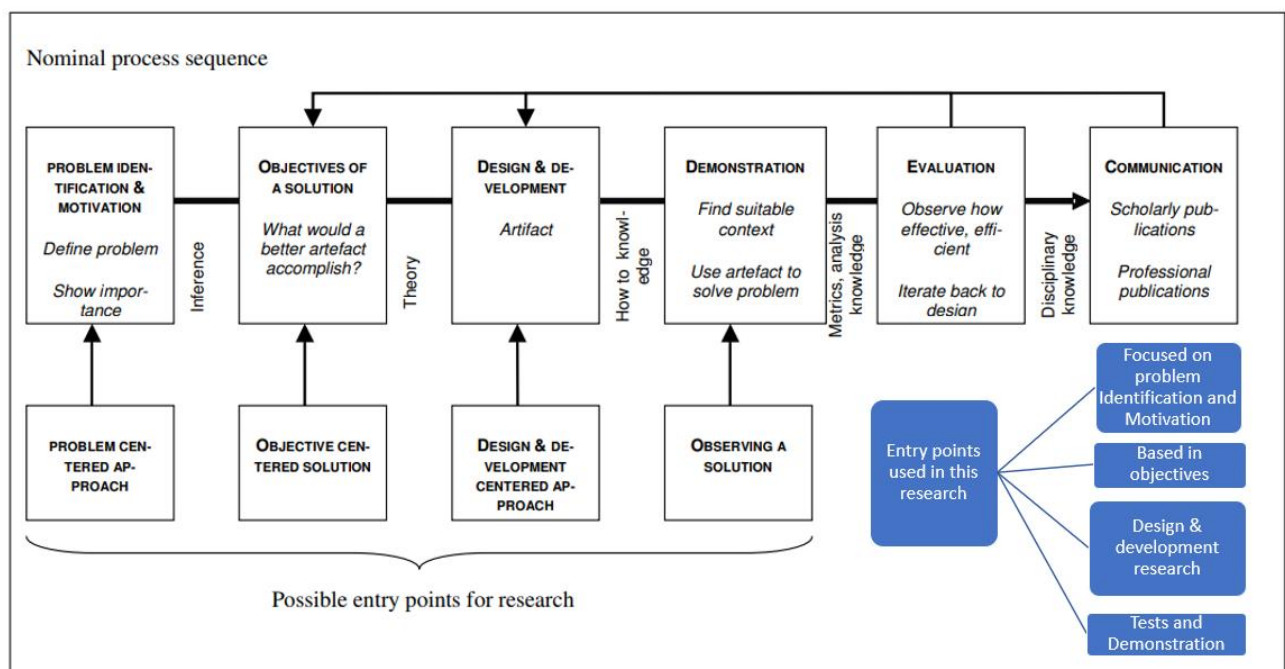 Nominal process sequence
PROBLEM IDEN-
TIFICATION &
MOTIVATION
Define problem
Show impor-
tance
Inference
OBJECTIVES OF
A SOLUTION
What would a
better artefact
accomplish?
Theory
DESIGN & DE-
VELOPMENT
Artifact
How to knowl-
edge
DEMONSTRATION
Find suitable
context
Use artefact to
solve problem
Metrics, analysis
knowledge
EVALUATION
Observe how
effective, effi-
cient
Iterate back to
design
Disciplinary
knowledge
COMMUNICATION
Scholarly pub-
lications
Professional
publications
PROBLEM CEN-
TERED AP-
PROACH
OBJECTIVE CEN-
TERED SOLUTION
DESIGN & DE-
VELOPMENT
CENTERED AP-
PROACH
OBSERVING A
SOLUTION
Possible entry points for research
Entry points
used in this
research
Focused on
problem
Identification and
Motivation
Based in
objectives
Design &
development
research
Tests and
Demonstration